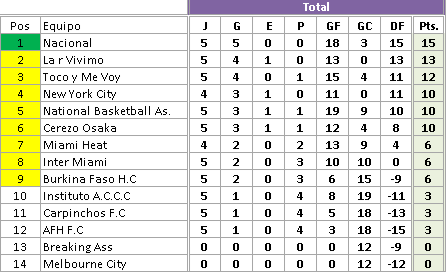 Total
Pos Equipo J G E P GF GC DF Pts.
1 Nacional 5 5 0 0 18 3 15 15
2 La r Vivimo 5 4 1 0 13 0 13 13
3 Toco y Me Voy 5 4 0 1 15 4 11 12
4 New York City 4 3 1 0 11 0 11 10
5 National Basketball As. 5 3 1 1 19 9 10 10
6 Cerezo Osaka 5 3 1 1 12 4 8 10
7 Miami Heat 4 2 0 2 13 9 4 6
8 Inter Miami 5 2 0 3 10 10 0 6
9 Burkina Faso H.C 5 2 0 3 6 15 -9 6
10 Instituto A.C.C.C 5 1 0 4 8 19 -11 3
11 Carpinchos F.C 5 1 0 4 5 18 -13 3
12 AFH F.C 5 1 0 4 3 18 -15 3
13 Breaking Ass 0 0 0 0 0 12 -9 0
14 Melbourne City 0 0 0 0 0 12 -12 0